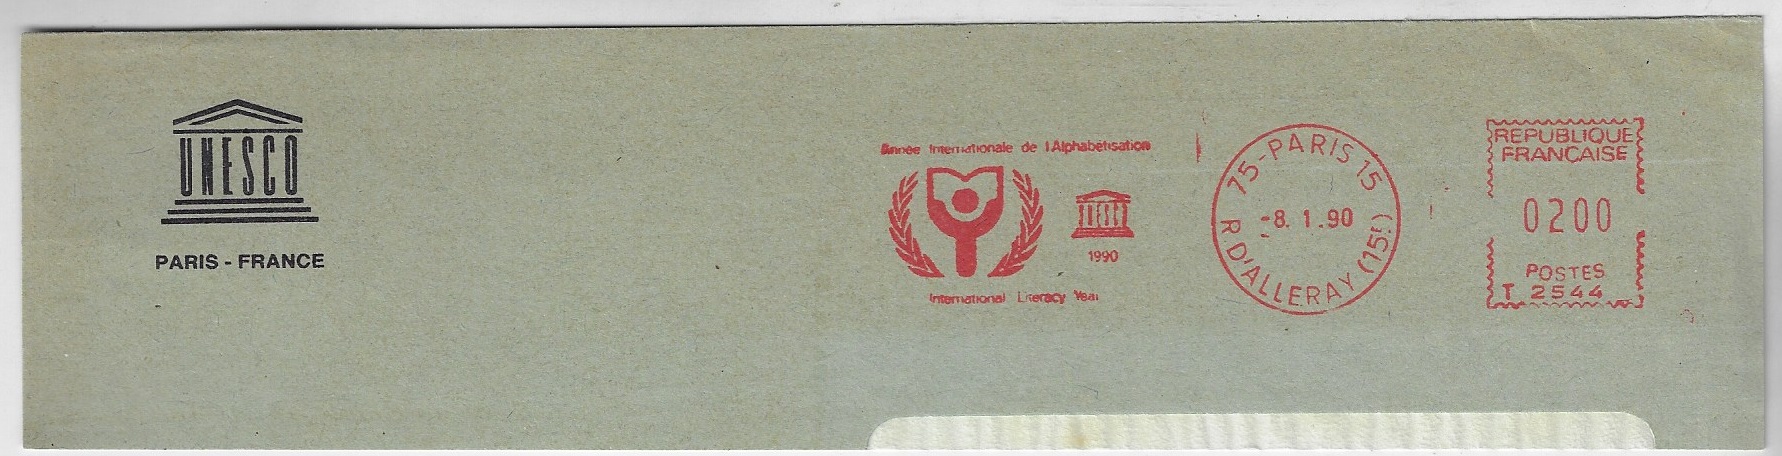 UNESCO
PARIS - FRANCE
Année Internationale de l'Alphabétisation
UNESCO
1990
International Literacy Year
75-PARIS 15
-8. 1.90
R D'ALLERAY (15E)
REPUBLIQUE
FRANCAISE
0200
POSTES
T 2544